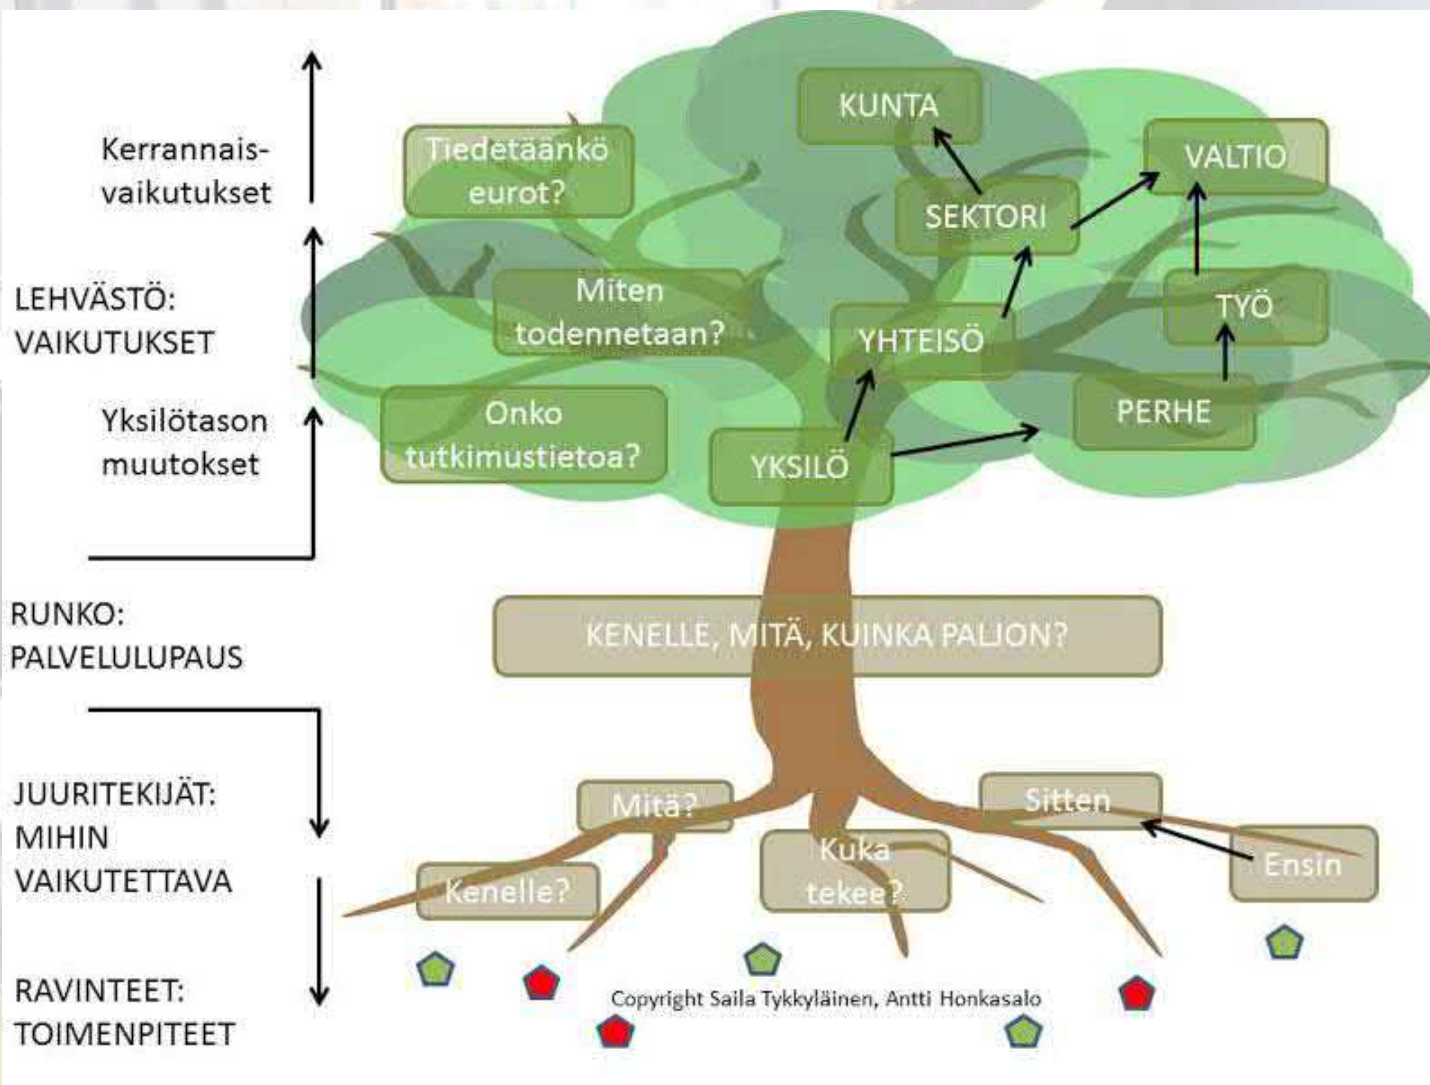 Kerrannais-
vaikutukset
LEHVÄSTÖ:
VAIKUTUKSET
Yksilötason
muutokset
RUNKO:
PALVELULUPAUS
JUURITEKIJÄT:
MIHIN
VAIKUTETTAVA
RAVINTEET:
TOIMENPITEET
Tiedetäänkö
eurot?
Miten
todennetaan?
Onko
tutkimustietoa?
KUNTA
VALTIO
SEKTORI
TYÖ
YHTEISÖ
PERHE
YKSILÖ
KENELLE, MITÄ, KUINKA PALJON?
Mitä?
Kenelle?
Kuka
tekee?
Sitten
Ensin
Copyright Saila Tykkyläinen, Antti Honkasalo